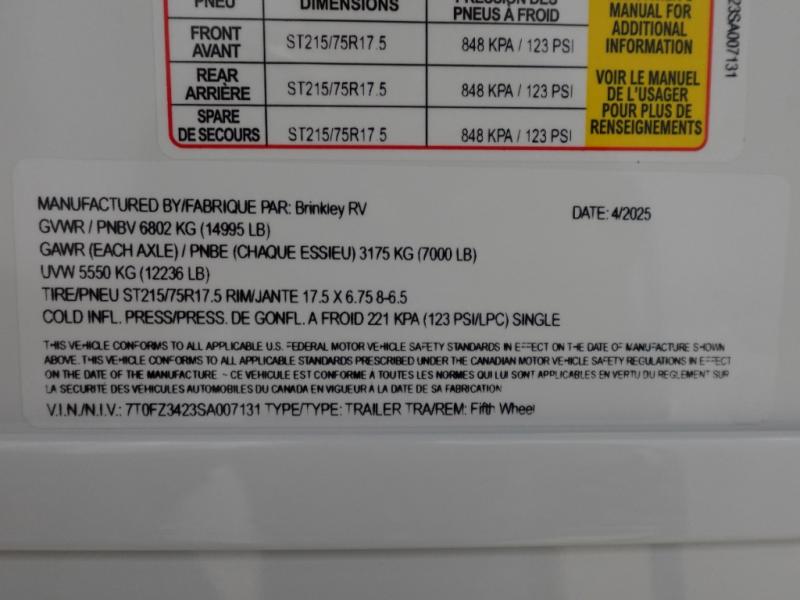 PNEU DIMENSIONS
PNEUS À FROID
FRONT
AVANT ST215/75R17.5 848 KPA / 123 PSI
REAR
ARRIÈRE ST215/75R17.5 848 KPA / 123 PSI
SPARE
DE SECOURS ST215/75R17.5 848 KPA / 123 PSI
MANUAL FOR
ADDITIONAL
INFORMATION
VOIR LE MANUEL
DE L'USAGER
POUR PLUS DE
RENSEIGNEMENTS
23SA007131
MANUFACTURED BY/FABRIQUE PAR: Brinkley RV DATE: 4/2025
GVWR / PNBV 6802 KG (14995 LB)
GAWR (EACH AXLE) / PNBE (CHAQUE ESSIEU) 3175 KG (7000 LB)
UVW 5550 KG (12236 LB)
TIRE/PNEU ST215/75R17.5 RIM/JANTE 17.5 X 6.75 8-6.5
COLD INFL. PRESS/PRESS. DE GONFL. A FROID 221 KPA (123 PSI/LPC) SINGLE
THIS VEHICLE CONFORMS TO ALL APPLICABLE U.S. FEDERAL MOTOR VEHICLE SAFETY STANDARDS IN EFFECT ON THE DATE OF MANUFACTURE SHOWN
ABOVE. THIS VEHICLE CONFORMS TO ALL APPLICABLE STANDARDS PRESCRIBED UNDER THE CANADIAN MOTOR VEHICLE SAFETY REGULATIONS IN EFFECT
ON THE DATE OF THE MANUFACTURE ~ CE VÉHICULE EST CONFORME À TOUTES LES NORMES QUI LUI SONT APPLICABLES EN VERTU DU REGLEMENT SUR
LA SECURITE DES VEHICULES AUTOMOBILES DU CANADA EN VIGUEUR A LA DATE DE SA FABRICATION
V.I.N./N.I.V.: 7T0FZ3423SA007131 TYPE/TYPE: TRAILER TRA/REM: Fifth Wheel